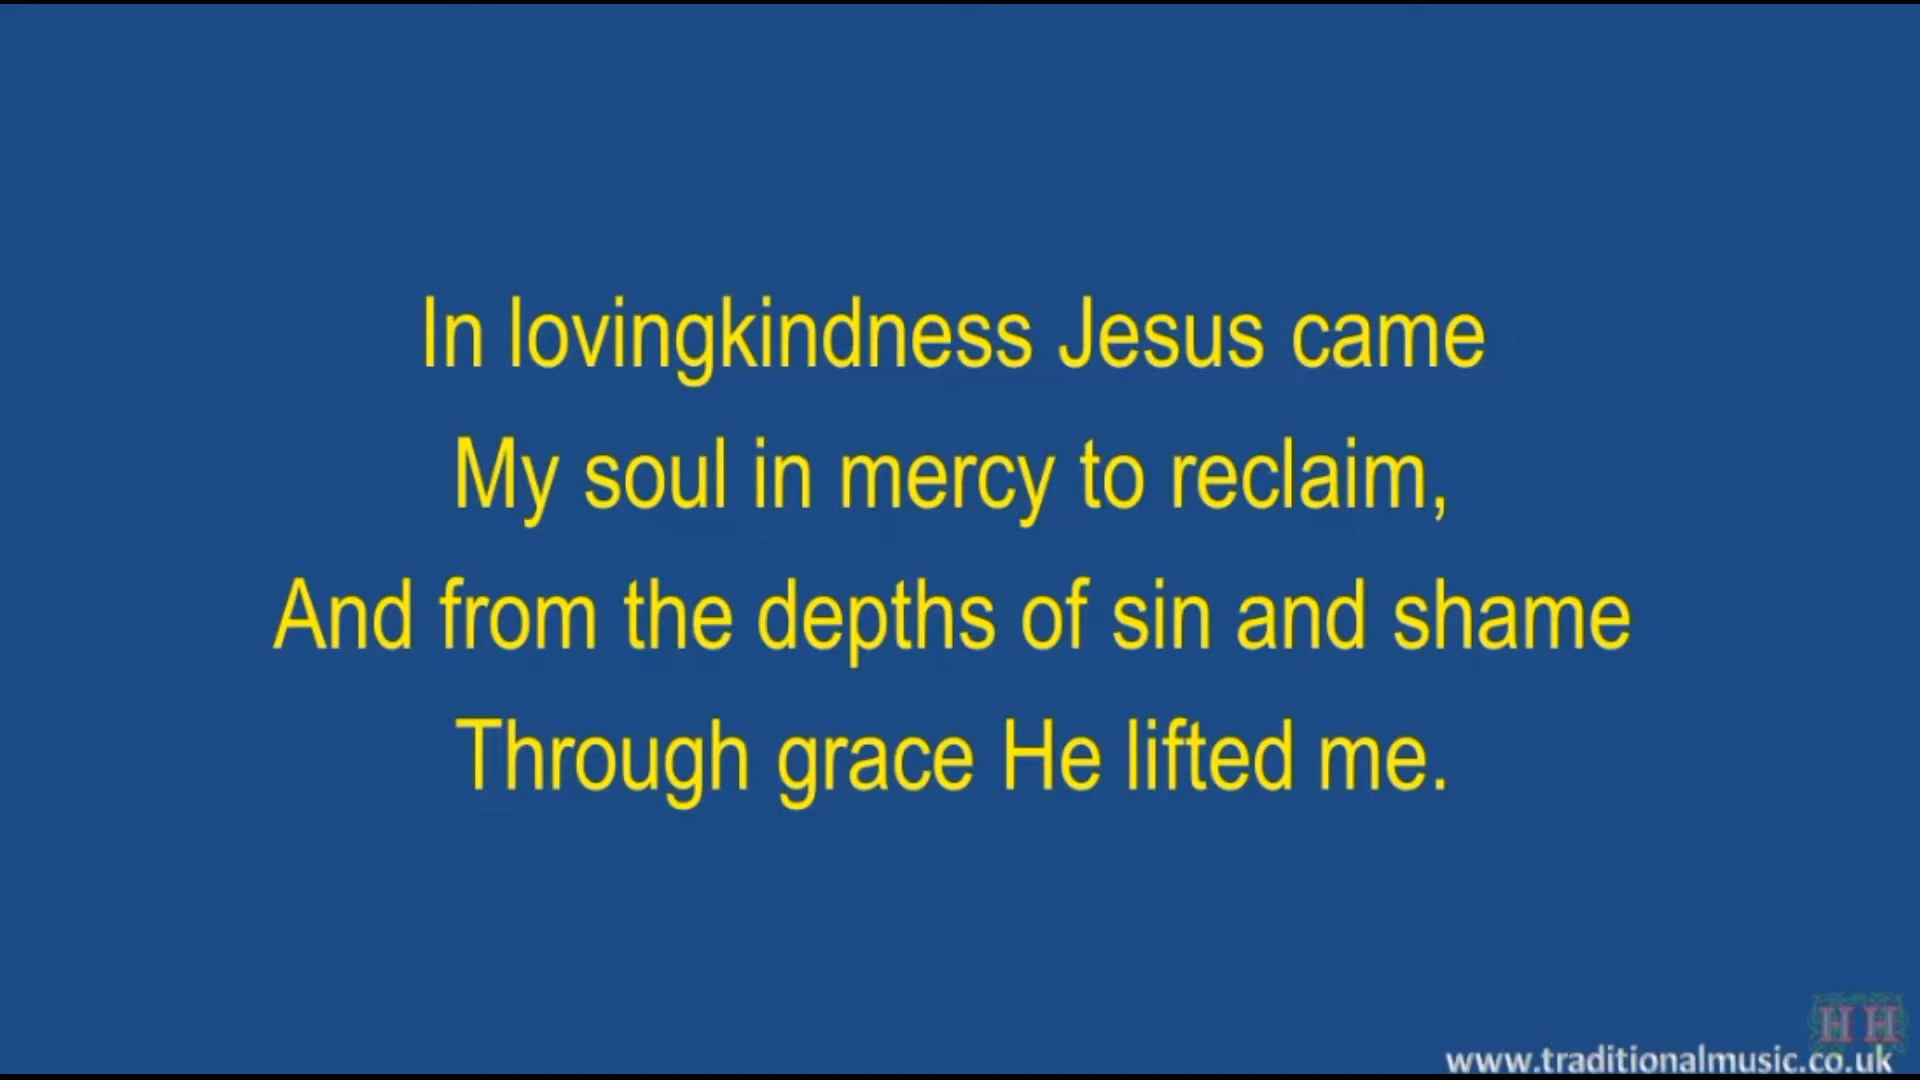 In lovingkindness Jesus came
My soul in mercy to reclaim,
And from the depths of sin and shame
Through grace He lifted me.
HH
www.traditionalmusic.co.uk